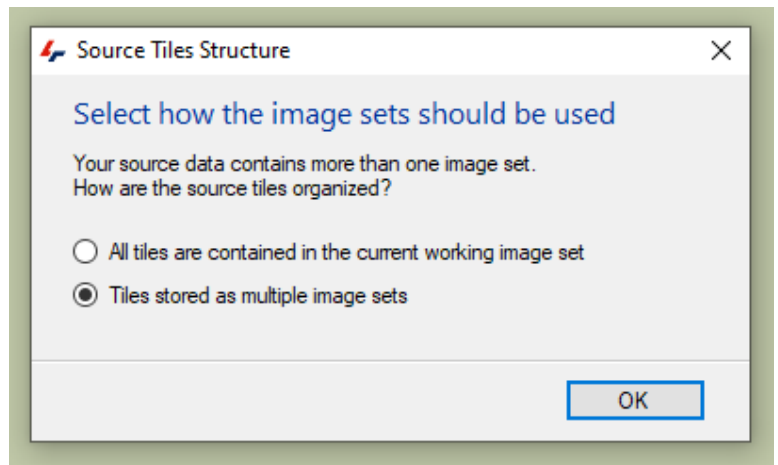 Source Tiles Structure
Select how the image sets should be used
Your source data contains more than one image set.
How are the source tiles organized?
All tiles are contained in the current working image set
Tiles stored as multiple image sets
OK